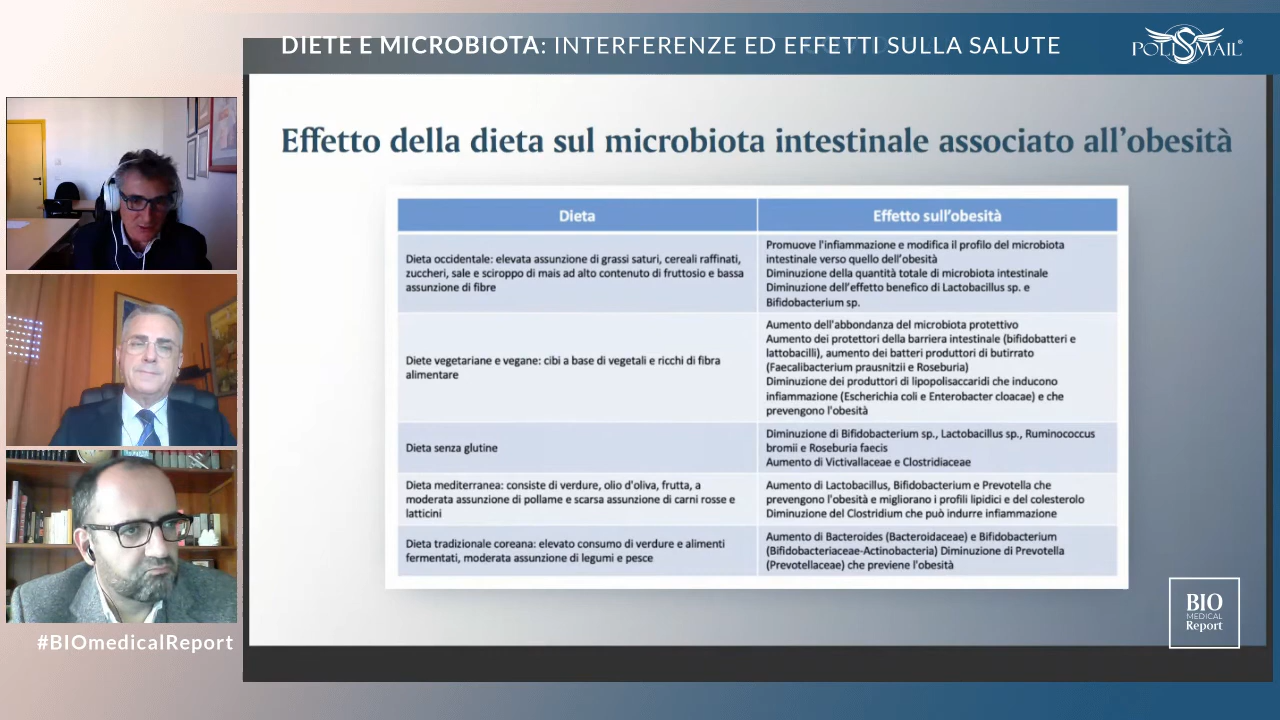 DIETE E MICROBIOTA: INTERFERENZE ED EFFETTI SULLA SALUTE
POLISMAIL®
Effetto della dieta sul microbiota intestinale associato all'obesità
Dieta
Effetto sull'obesità
Dieta occidentale: elevata assunzione di grassi saturi, cereali raffinati,
zuccheri, sale e sciroppo di mais ad alto contenuto di fruttosio e bassa
assunzione di fibre
Promuove l'infiammazione e modifica il profilo del microbiota
intestinale verso quello dell'obesità
Diminuzione della quantità totale di microbiota intestinale
Diminuzione dell'effetto benefico di Lactobacillus sp. e
Bifidobacterium sp.
Diete vegetariane e vegane: cibi a base di vegetali e ricchi di fibra
alimentare
Aumento dell'abbondanza del microbiota protettivo
Aumento dei protettori della barriera intestinale (bifidobatteri e
lattobacilli), aumento dei batteri produttori di butirrato
(Faecalibacterium prausnitzii e Roseburia)
Diminuzione dei produttori di lipopolisaccaridi che inducono
infiammazione (Escherichia coli e Enterobacter cloacae) e che
prevengono l'obesità
Dieta senza glutine
Diminuzione di Bifidobacterium sp., Lactobacillus sp., Ruminococcus
bromii e Roseburia faecis
Aumento di Victivallaceae e Clostridiaceae
Dieta mediterranea: consiste di verdure, olio d'oliva, frutta, a
moderata assunzione di pollame e scarsa assunzione di carni rosse e
latticini
Aumento di Lactobacillus, Bifidobacterium e Prevotella che
prevengono l'obesità e migliorano i profili lipidici e del colesterolo
Diminuzione del Clostridium che può indurre infiammazione
Dieta tradizionale coreana: elevato consumo di verdure e alimenti
fermentati, moderata assunzione di legumi e pesce
Aumento di Bacteroides (Bacteroidaceae) e Bifidobacterium
(Bifidobacteriaceae-Actinobacteria) Diminuzione di Prevotella
(Prevotellaceae) che previene l'obesità
BIO
MEDICAL
Report
#BIOmedicalReport